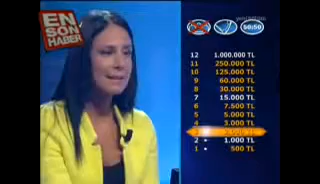 EN
SON
HABER
50:50
12 1.000.000 TL
11 250.000 TL
10 125.000 TL
9 60.000 TL
8 30.000 TL
7 15.000 TL
6 7.500 TL
5 5.000 TL
4 3.000 TL
2 1.000 TL
1 500 TL